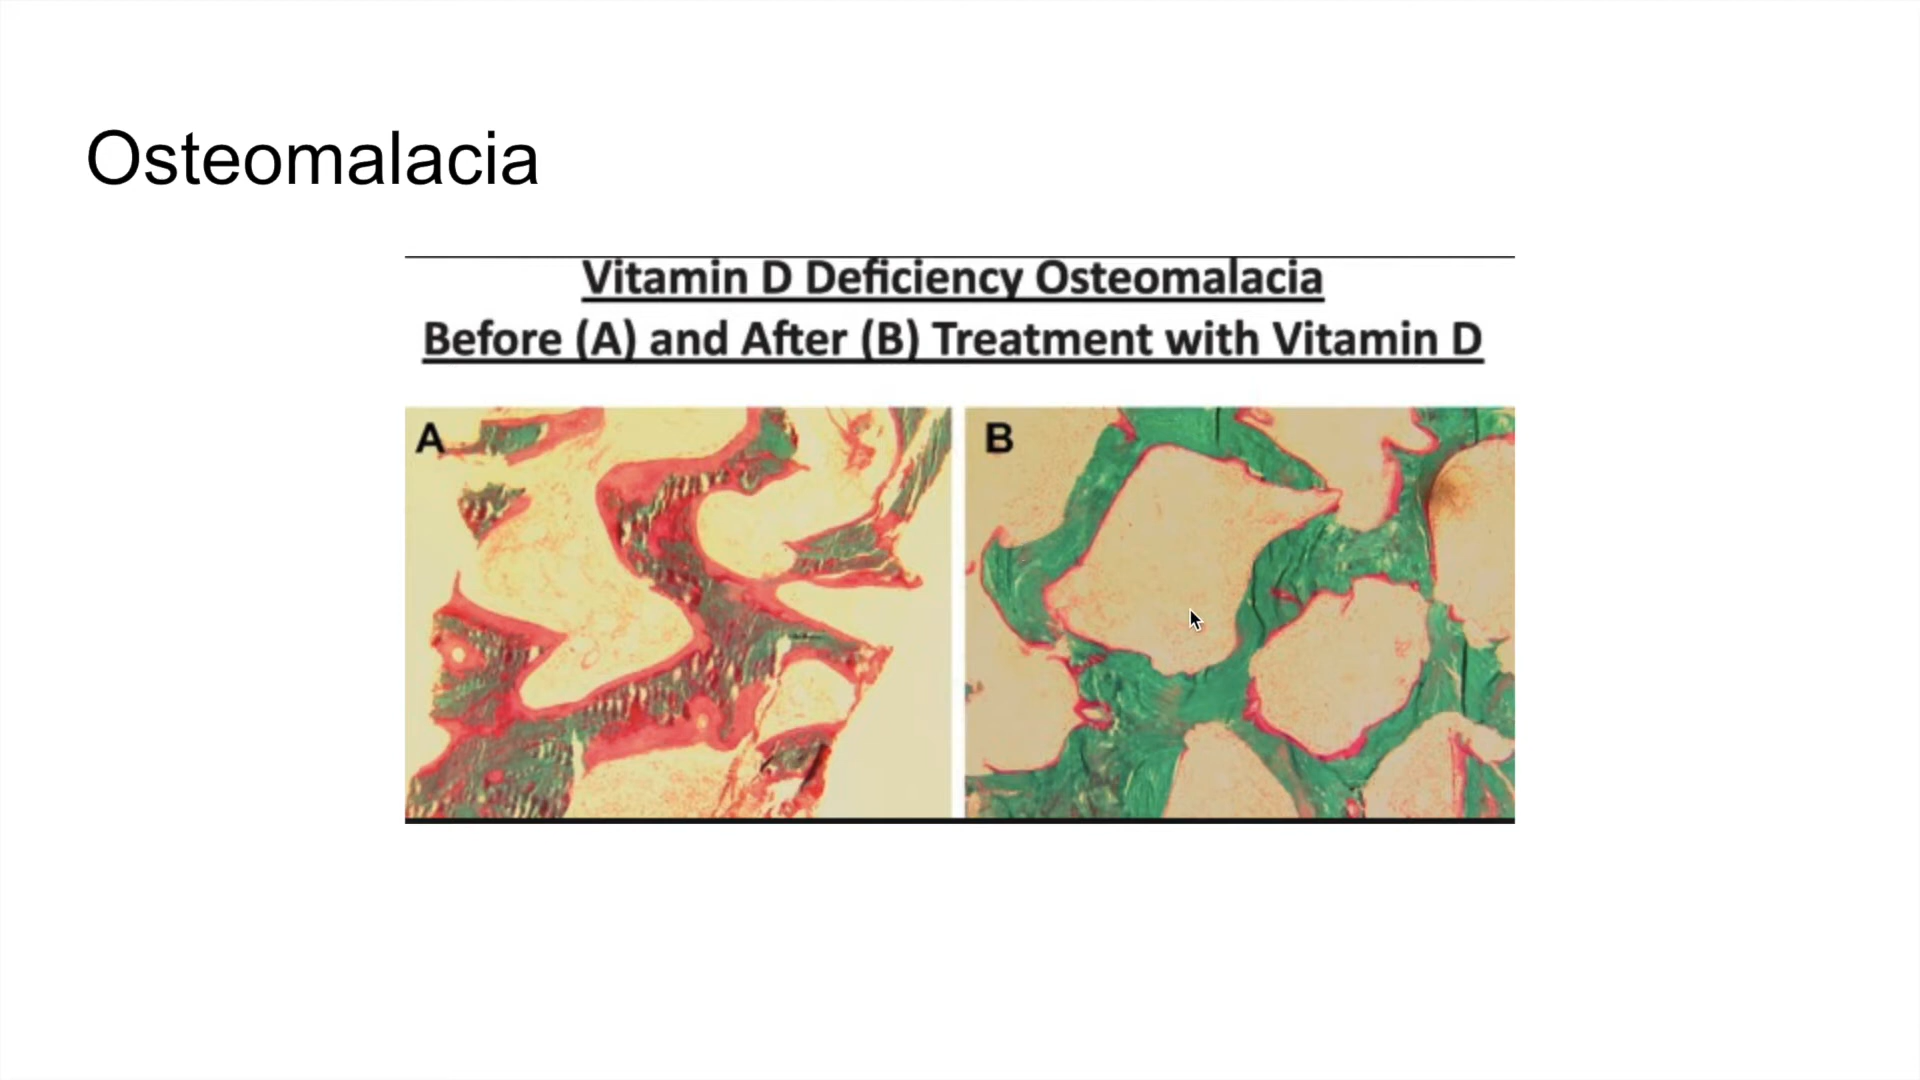 Osteomalacia
Vitamin D Deficiency Osteomalacia
Before (A) and After (B) Treatment with Vitamin D
A
B